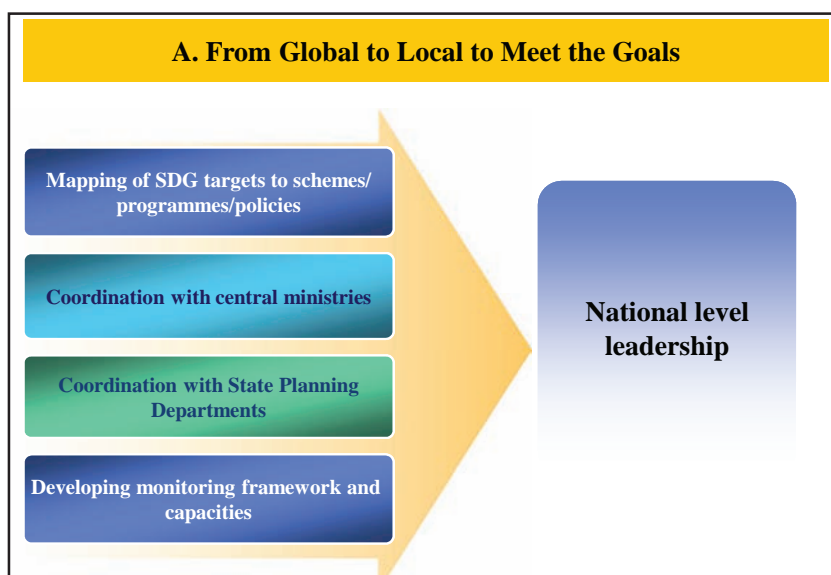 A. From Global to Local to Meet the Goals
Mapping of SDG targets to schemes/
programmes/policies
Coordination with central ministries
Coordination with State Planning
Departments
Developing monitoring framework and
capacities
National level
leadership